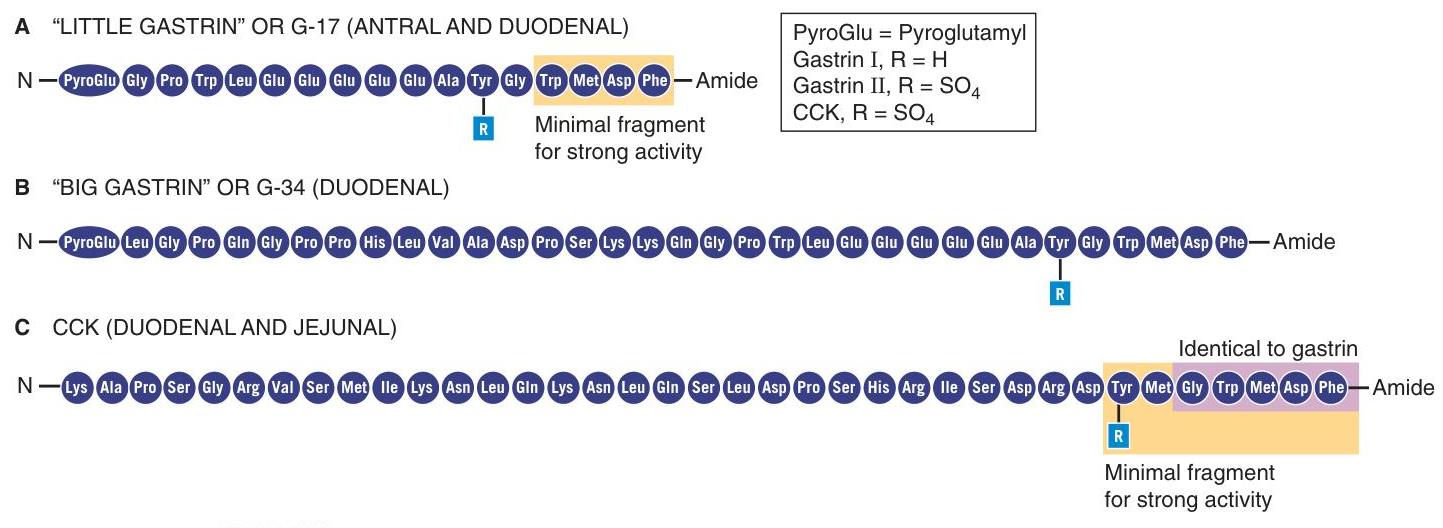 A “LITTLE GASTRIN” OR G-17 (ANTRAL AND DUODENAL)
N PyroGlu Gly Pro Trp Leu Glu Glu Glu Glu Glu Ala Tyr Gly Trp Met Asp Phe Amide
R
Minimal fragment
for strong activity
PyroGlu = Pyroglutamyl
Gastrin I, R = H
Gastrin II, R = SO4
CCK, R = SO4
B “BIG GASTRIN” OR G-34 (DUODENAL)
N PyroGlu Leu Gly Pro Gln Gly Pro Pro His Leu Val Ala Asp Pro Ser Lys Lys Gln Gly Pro Trp Leu Glu Glu Glu Glu Glu Ala Tyr Gly Trp Met Asp Phe Amide
R
C CCK (DUODENAL AND JEJUNAL)
Identical to gastrin
N Lys Ala Pro Ser Gly Arg Val Ser Met Ile Lys Asn Leu Gln Lys Asn Leu Gln Ser Leu Asp Pro Ser His Arg Ile Ser Asp Arg Asp Tyr Met Gly Trp Met Asp Phe Amide
R
Minimal fragment
for strong activity